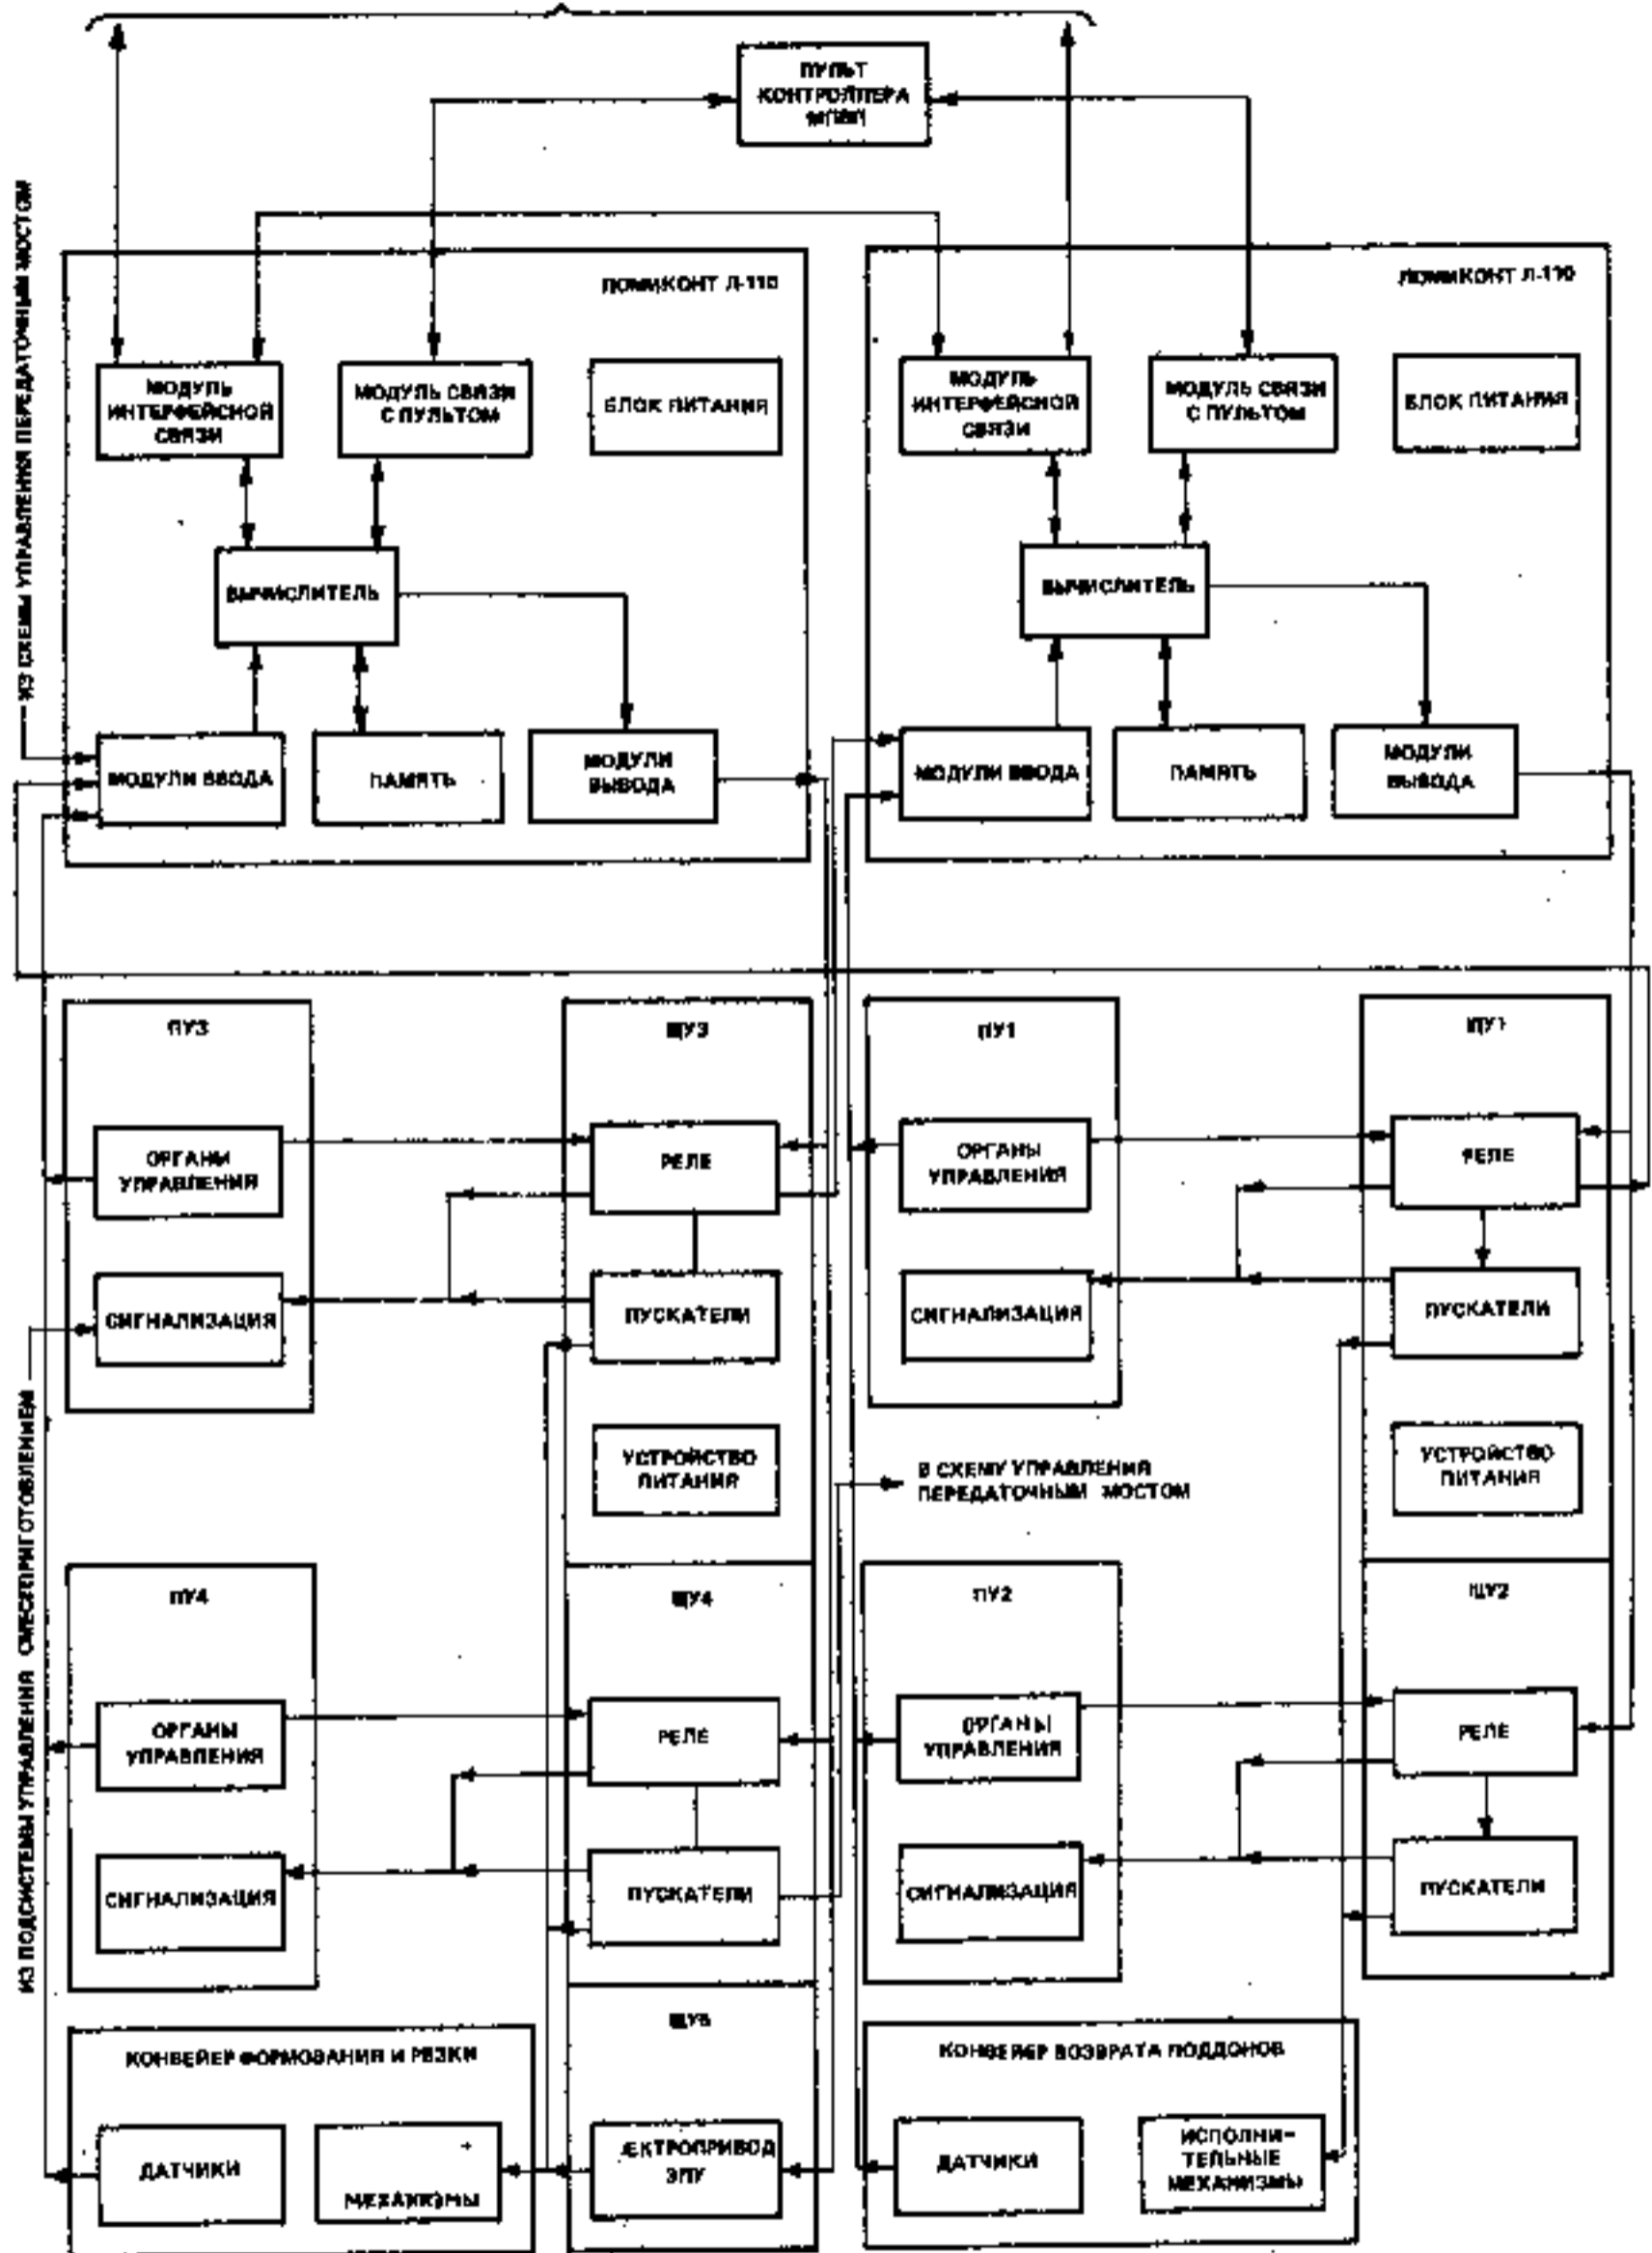 ПУЛЬТ
КОНТРОЛЛЕРА
ИЗ СХЕМЫ УПРАВЛЕНИЯ ПЕРЕДАТОЧНЫМ МОСТОМ
ЛОМИКОНТ Л-110
МОДУЛЬ
ИНТЕРФЕЙСНОЙ
СВЯЗИ
МОДУЛЬ СВЯЗИ
С ПУЛЬТОМ
БЛОК ПИТАНИЯ
ВЫЧИСЛИТЕЛЬ
МОДУЛИ ВВОДА
ПАМЯТЬ
МОДУЛИ
ВЫВОДА
ЛОМИКОНТ Л-110
МОДУЛЬ
ИНТЕРФЕЙСНОЙ
СВЯЗИ
МОДУЛЬ СВЯЗИ
С ПУЛЬТОМ
БЛОК ПИТАНИЯ
ВЫЧИСЛИТЕЛЬ
МОДУЛИ ВВОДА
ПАМЯТЬ
МОДУЛИ
ВЫВОДА
ПУ3
ОРГАНЫ
УПРАВЛЕНИЯ
СИГНАЛИЗАЦИЯ
ЩУ3
РЕЛЕ
ПУСКАТЕЛИ
УСТРОЙСТВО
ПИТАНИЯ
ПУ1
ОРГАНЫ
УПРАВЛЕНИЯ
СИГНАЛИЗАЦИЯ
ЩУ1
РЕЛЕ
ПУСКАТЕЛИ
УСТРОЙСТВО
ПИТАНИЯ
В СХЕМУ УПРАВЛЕНИЯ
ПЕРЕДАТОЧНЫМ МОСТОМ
ИЗ ПОДСИСТЕМЫ УПРАВЛЕНИЯ СМЕСЕПРИГОТОВЛЕНИЕМ
ПУ4
ОРГАНЫ
УПРАВЛЕНИЯ
СИГНАЛИЗАЦИЯ
ЩУ4
РЕЛЕ
ПУСКАТЕЛИ
ПУ2
ОРГАНЫ
УПРАВЛЕНИЯ
СИГНАЛИЗАЦИЯ
ЩУ2
РЕЛЕ
ПУСКАТЕЛИ
КОНВЕЙЕР ФОРМОВАНИЯ И РЕЗКИ
ДАТЧИКИ
МЕХАНИЗМЫ
ЩУ5
ЕКТРОПРИВОД
ЭПУ
КОНВЕЙЕР ВОЗВРАТА ПОДДОНОВ
ДАТЧИКИ
ИСПОЛНИ-
ТЕЛЬНЫЕ
МЕХАНИЗМЫ